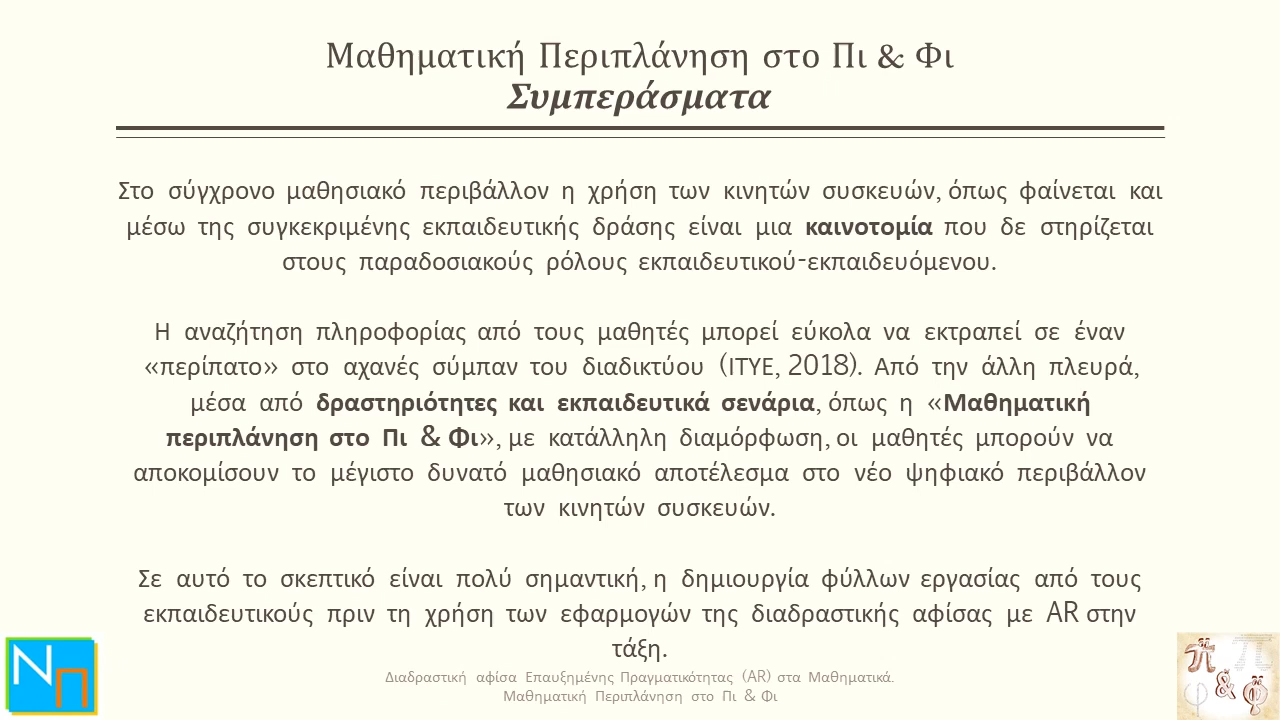 Μαθηματική Περιπλάνηση στο Πι & Φι
Συμπεράσματα
Στο σύγχρονο μαθησιακό περιβάλλον η χρήση των κινητών συσκευών, όπως φαίνεται και
μέσω της συγκεκριμένης εκπαιδευτικής δράσης είναι μια καινοτομία που δε στηρίζεται
στους παραδοσιακούς ρόλους εκπαιδευτικού-εκπαιδευόμενου.
Η αναζήτηση πληροφορίας από τους μαθητές μπορεί εύκολα να εκτραπεί σε έναν
«περίπατο» στο αχανές σύμπαν του διαδικτύου (ΙΤΥΕ, 2018). Από την άλλη πλευρά,
μέσα από δραστηριότητες και εκπαιδευτικά σενάρια, όπως η «Μαθηματική
περιπλάνηση στο Πι & Φι», με κατάλληλη διαμόρφωση, οι μαθητές μπορούν να
αποκομίσουν το μέγιστο δυνατό μαθησιακό αποτέλεσμα στο νέο ψηφιακό περιβάλλον
των κινητών συσκευών.
Σε αυτό το σκεπτικό είναι πολύ σημαντική, η δημιουργία φύλλων εργασίας από τους
εκπαιδευτικούς πριν τη χρήση των εφαρμογών της διαδραστικής αφίσας με AR στην
τάξη.
Διαδραστική αφίσα Επαυξημένης Πραγματικότητας (AR) στα Μαθηματικά.
Μαθηματική Περιπλάνηση στο Πι & Φι
Νπ
π & φ